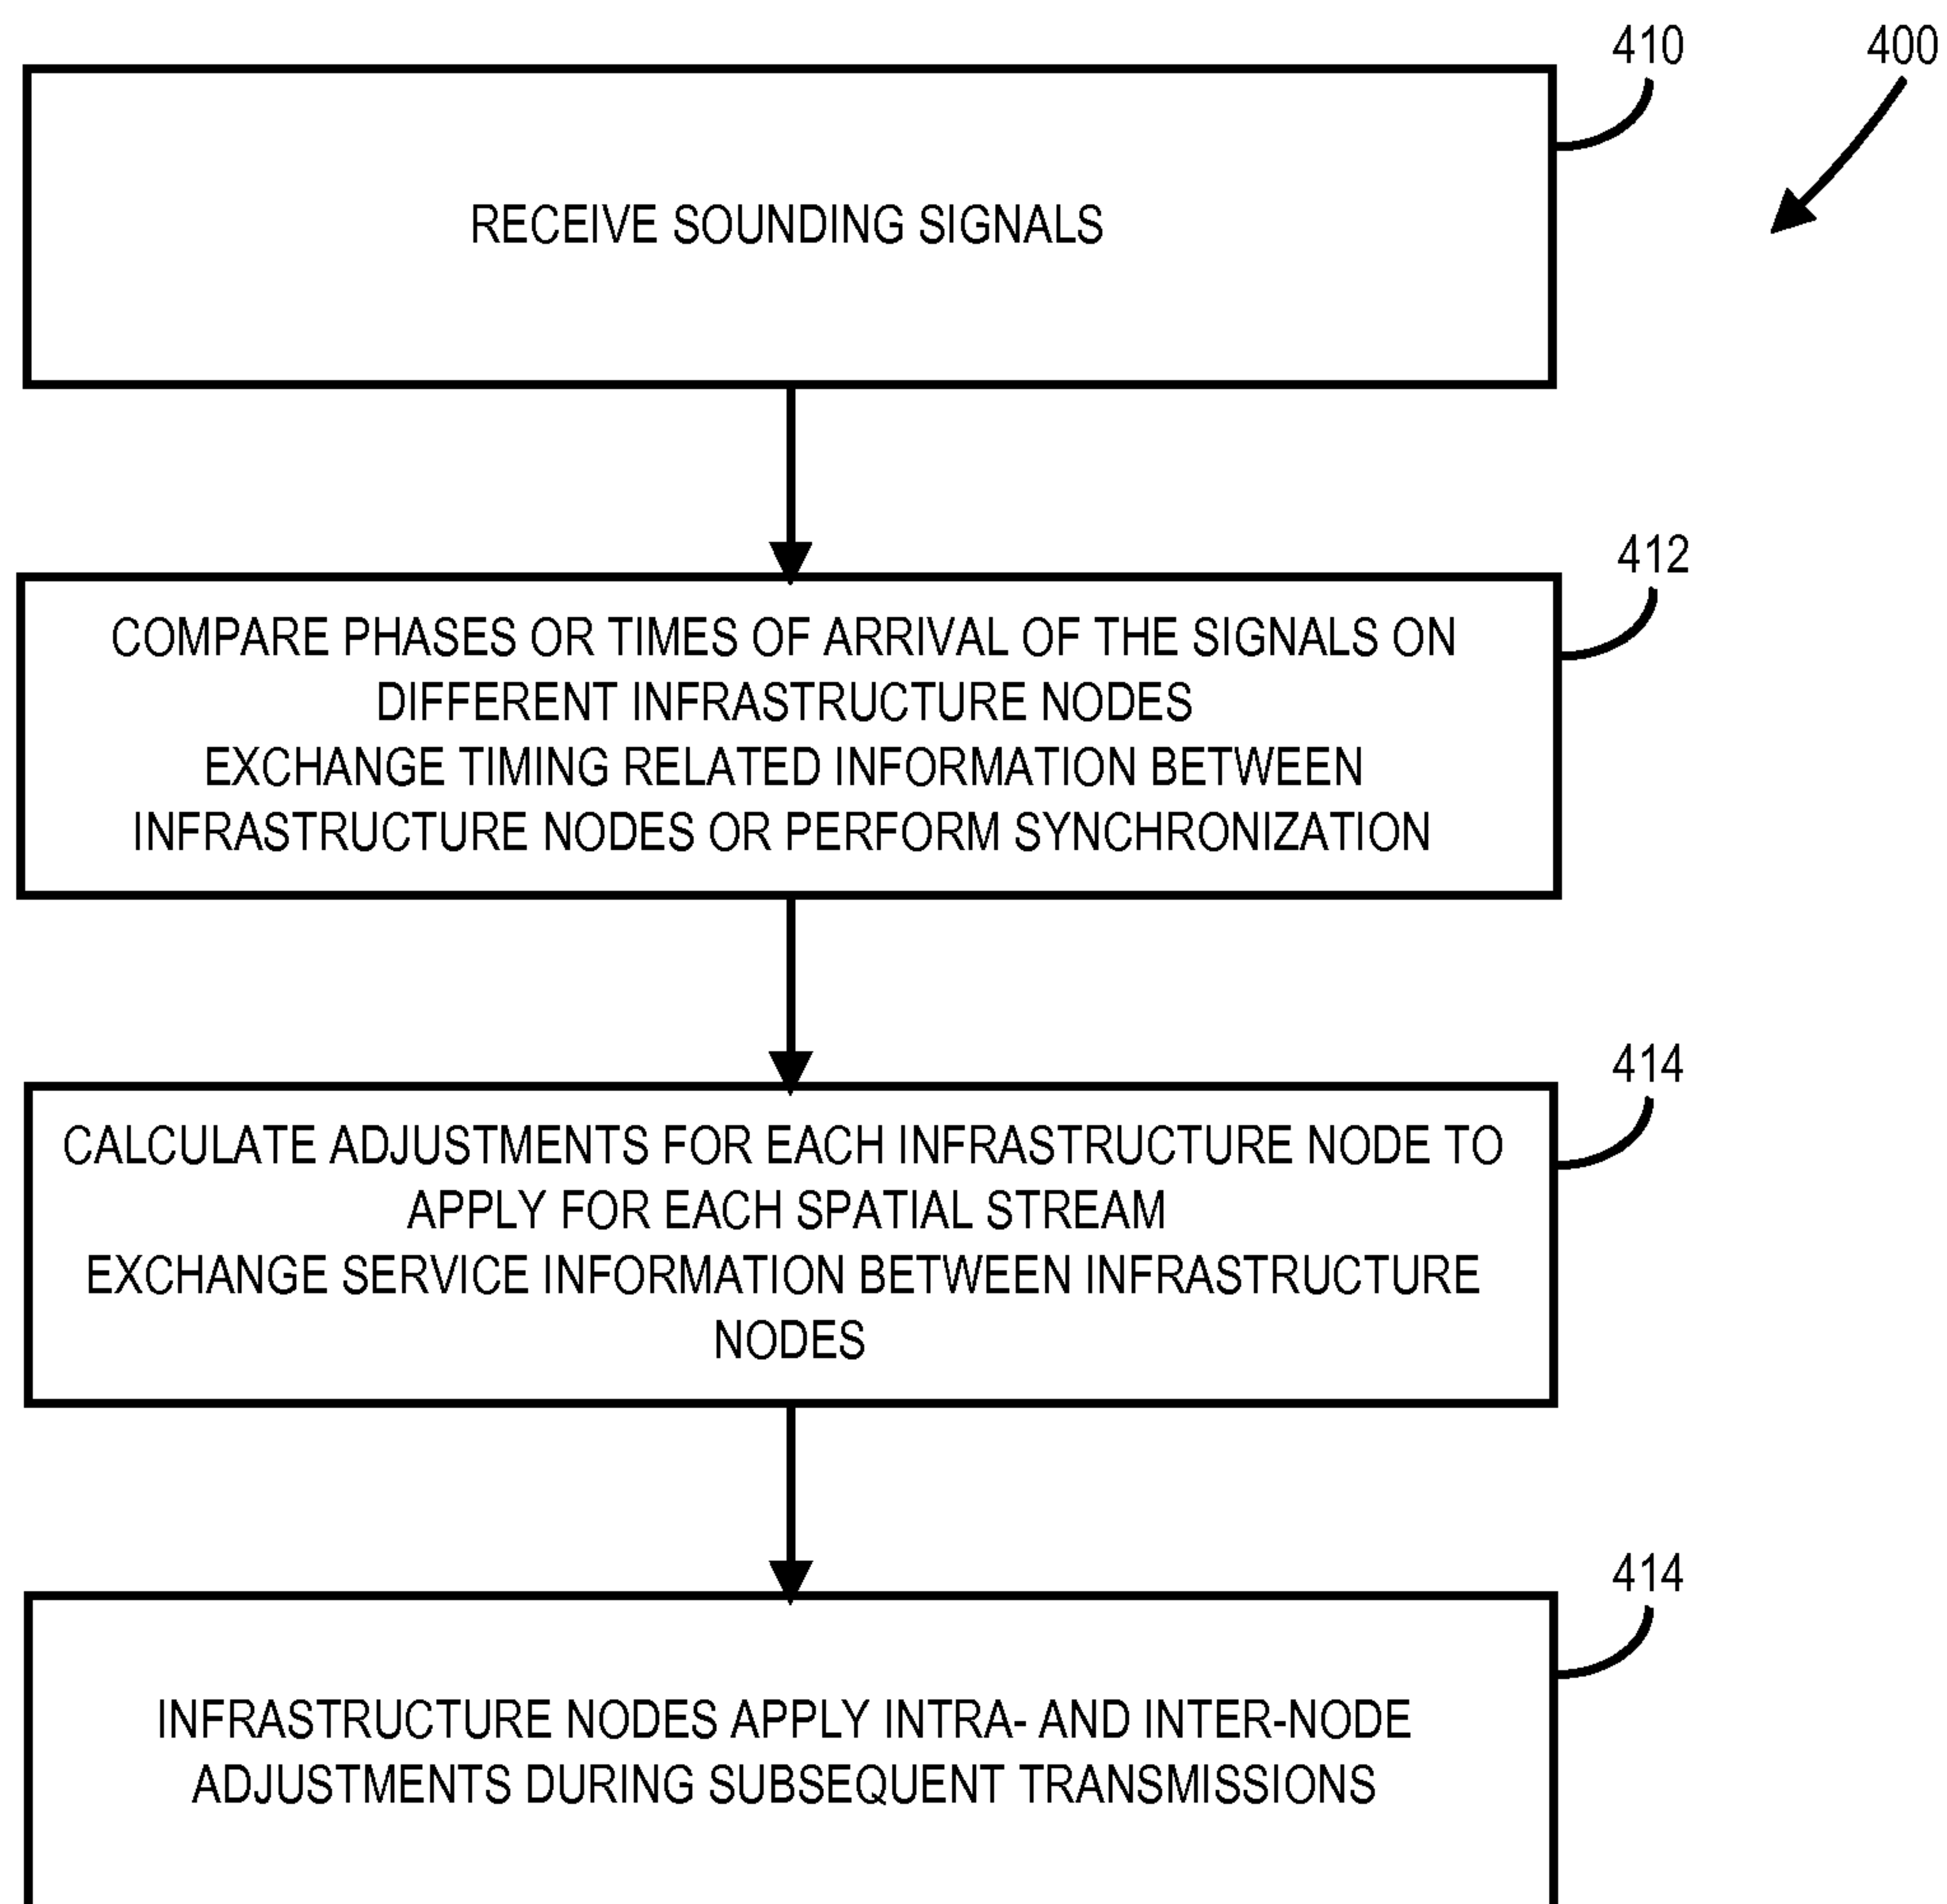 410
400
RECEIVE SOUNDING SIGNALS
412
COMPARE PHASES OR TIMES OF ARRIVAL OF THE SIGNALS ON
DIFFERENT INFRASTRUCTURE NODES
EXCHANGE TIMING RELATED INFORMATION BETWEEN
INFRASTRUCTURE NODES OR PERFORM SYNCHRONIZATION
414
CALCULATE ADJUSTMENTS FOR EACH INFRASTRUCTURE NODE TO
APPLY FOR EACH SPATIAL STREAM
EXCHANGE SERVICE INFORMATION BETWEEN INFRASTRUCTURE
NODES
414
INFRASTRUCTURE NODES APPLY INTRA- AND INTER-NODE
ADJUSTMENTS DURING SUBSEQUENT TRANSMISSIONS